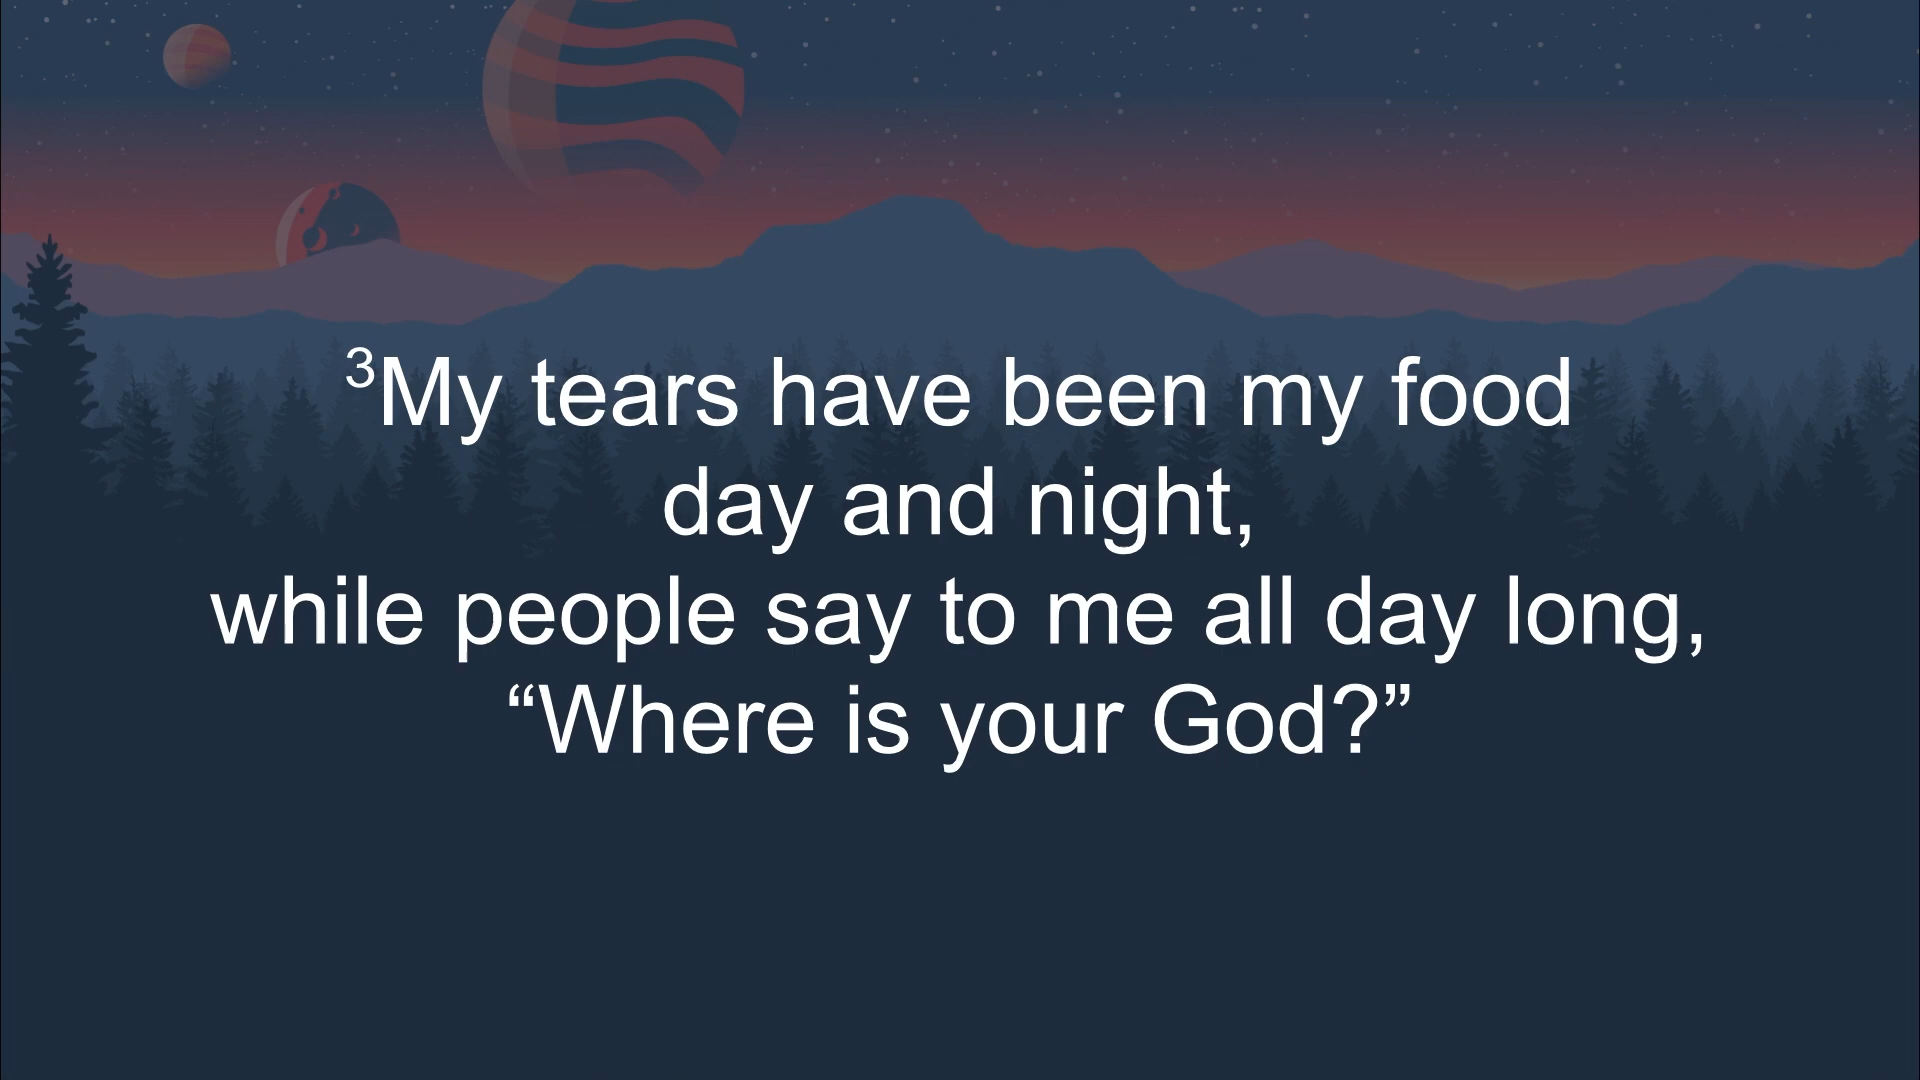 ³My tears have been my food
day and night,
while people say to me all day long,
“Where is your God?”